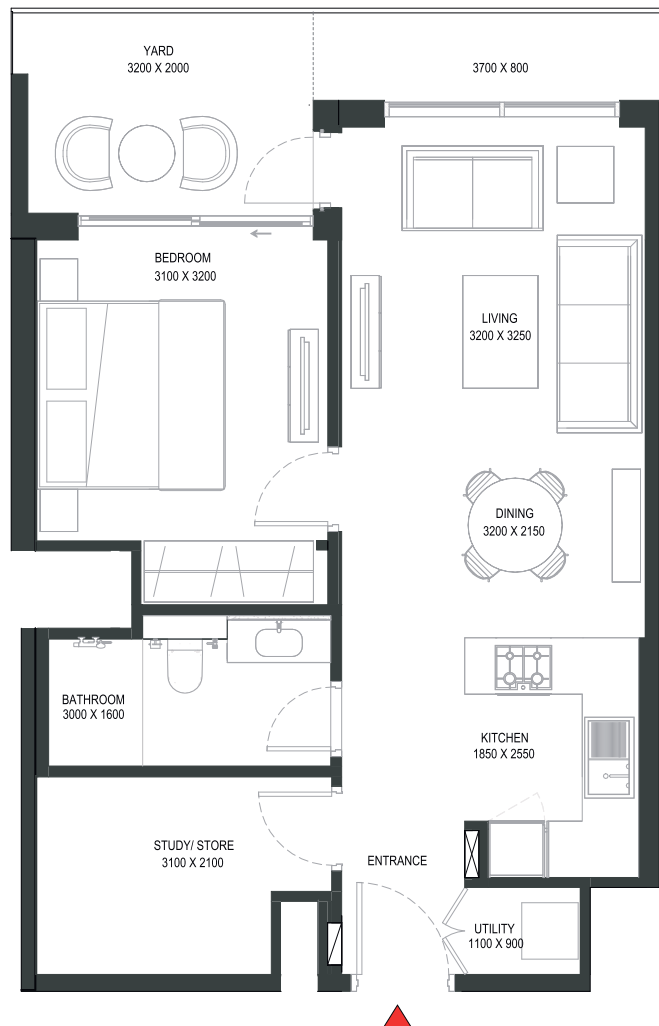 YARD
3200 X 2000
3700 X 800
BEDROOM
3100 X 3200
LIVING
3200 X 3250
DINING
3200 X 2150
BATHROOM
3000 X 1600
KITCHEN
1850 X 2550
STUDY/ STORE
3100 X 2100
ENTRANCE
UTILITY
1100 X 900